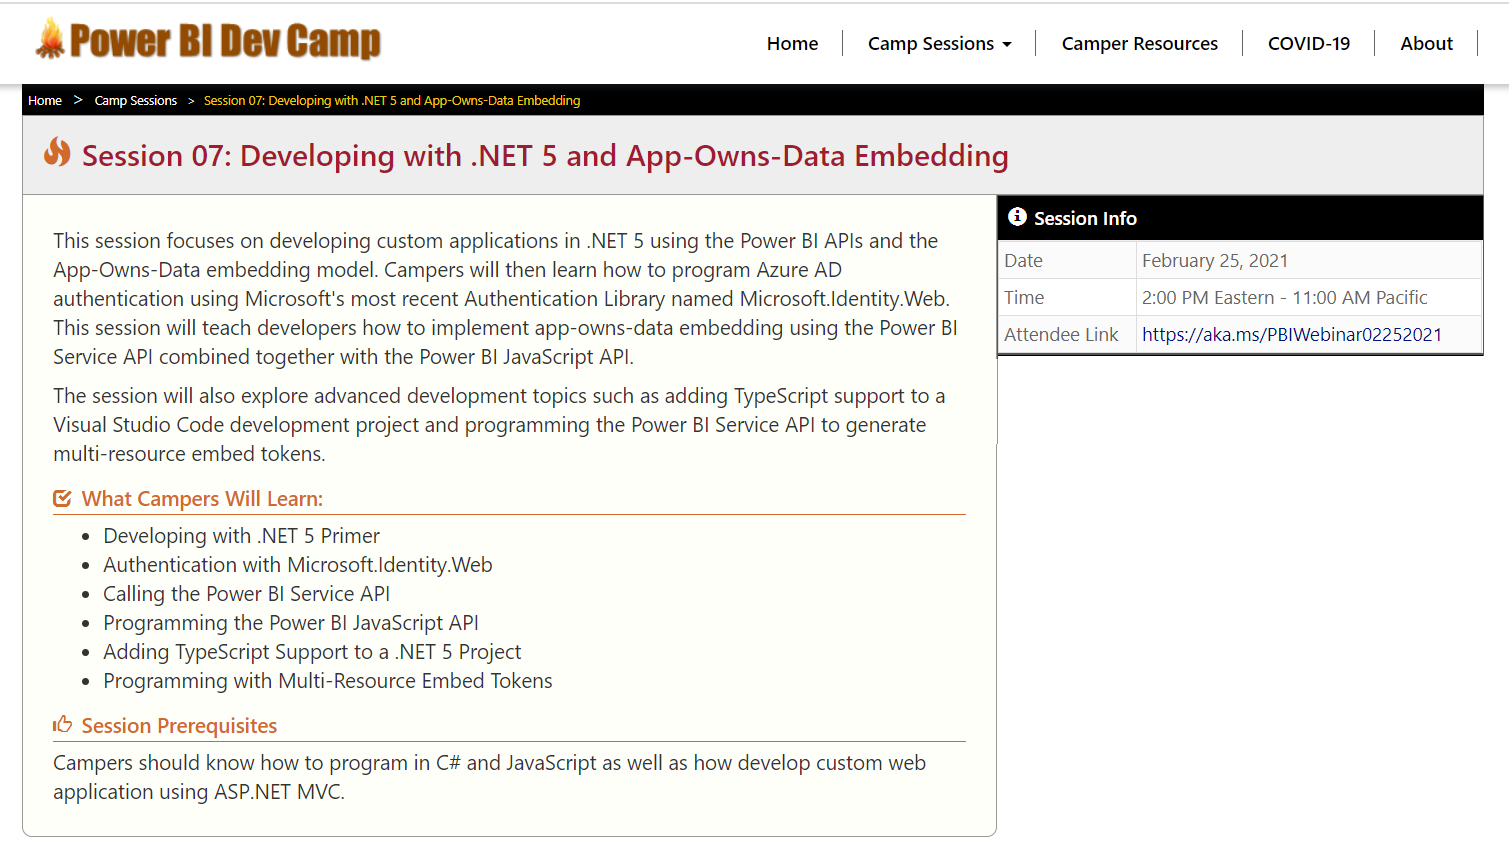 Power BI Dev Camp
Home
Camp Sessions
Camper Resources
COVID-19
About
Home > Camp Sessions > Session 07: Developing with .NET 5 and App-Owns-Data Embedding
Session 07: Developing with .NET 5 and App-Owns-Data Embedding
This session focuses on developing custom applications in .NET 5 using the Power BI APIs and the
App-Owns-Data embedding model. Campers will then learn how to program Azure AD
authentication using Microsoft's most recent Authentication Library named Microsoft.Identity.Web.
This session will teach developers how to implement app-owns-data embedding using the Power BI
Service API combined together with the Power BI JavaScript API.
The session will also explore advanced development topics such as adding TypeScript support to a
Visual Studio Code development project and programming the Power BI Service API to generate
multi-resource embed tokens.
What Campers Will Learn:
• Developing with .NET 5 Primer
• Authentication with Microsoft.Identity.Web
• Calling the Power BI Service API
• Programming the Power BI JavaScript API
• Adding TypeScript Support to a .NET 5 Project
• Programming with Multi-Resource Embed Tokens
Session Prerequisites
Campers should know how to program in C# and JavaScript as well as how develop custom web
application using ASP.NET MVC.
Session Info
Date February 25, 2021
Time 2:00 PM Eastern - 11:00 AM Pacific
Attendee Link https://aka.ms/PBIWebinar02252021